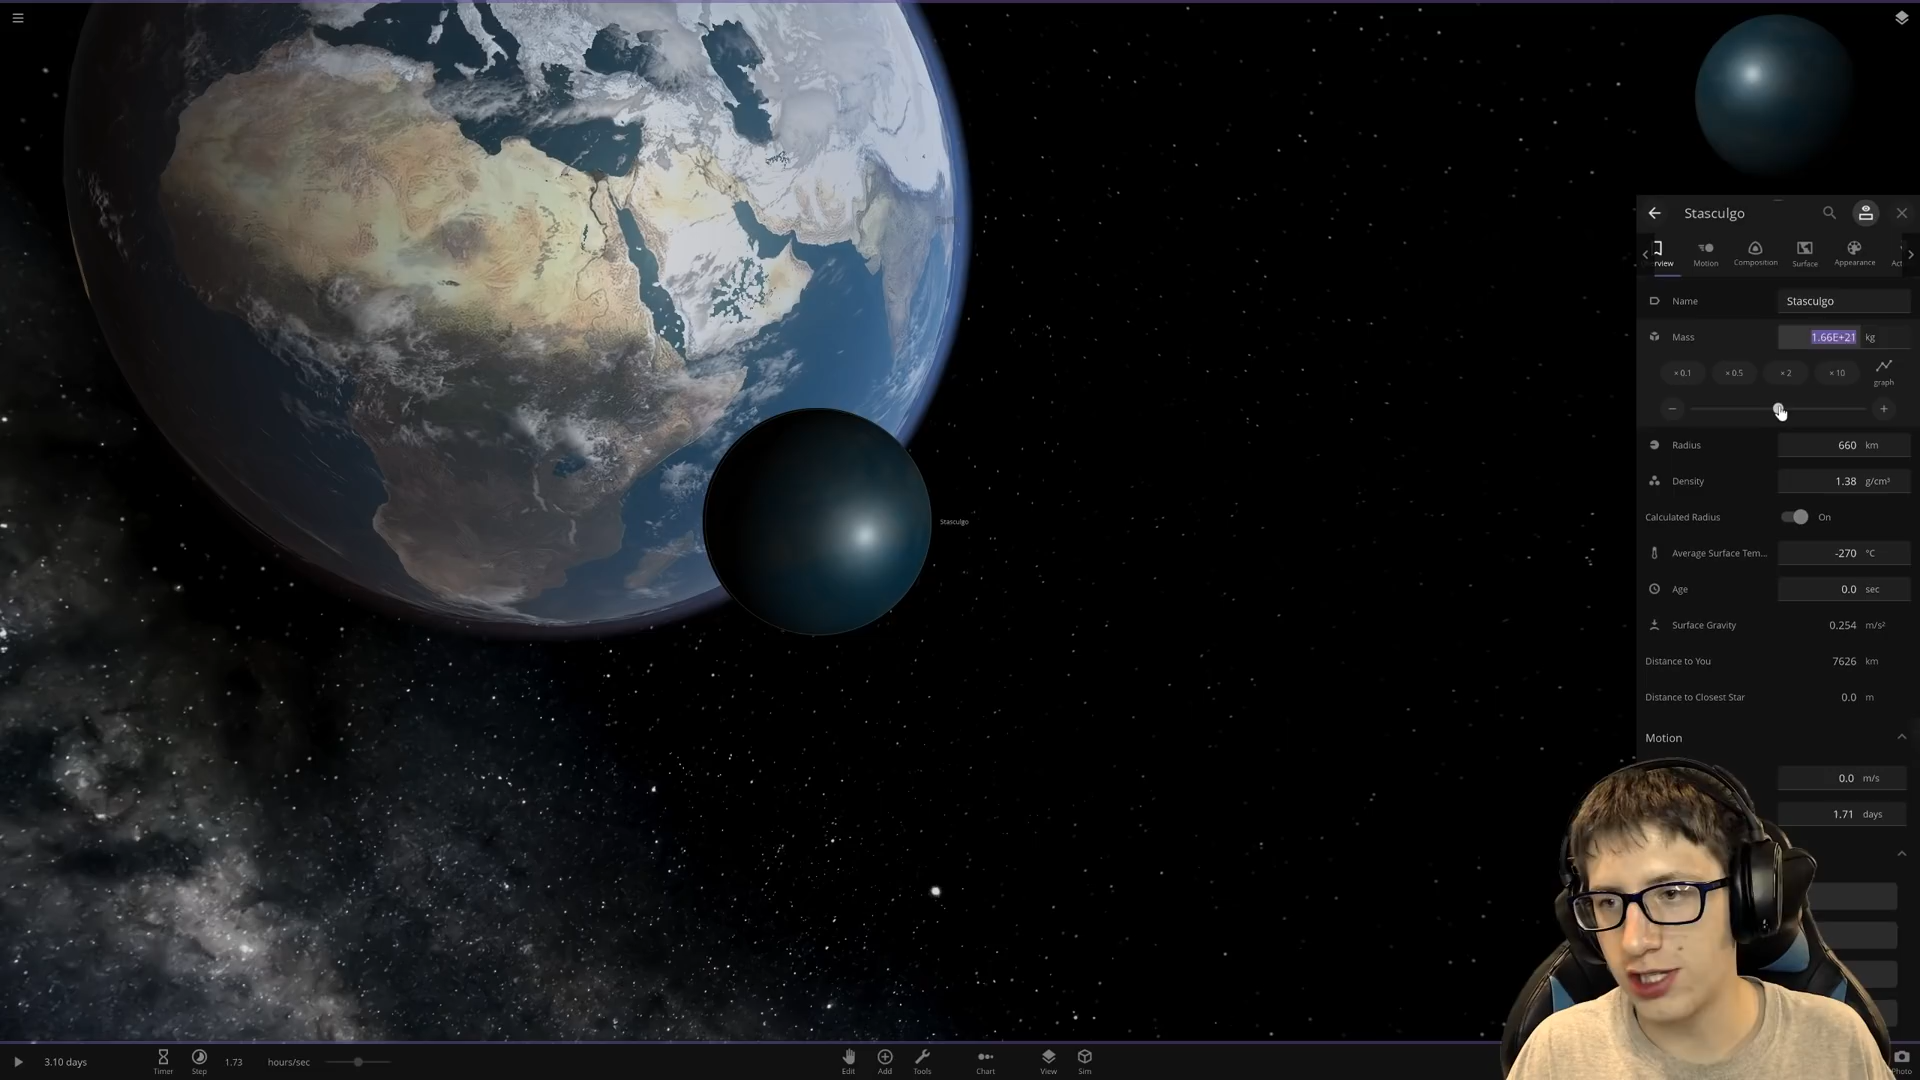 Stasculgo
rview
Motion
Composition
Surface
Appearance
Act
Name
Stasculgo
Mass
1.66E+21 kg
× 0.1
× 0.5
× 2
× 10
graph
Radius
660 km
Density
1.38 g/cm³
Calculated Radius
On
Average Surface Tem...
-270 °C
Age
0.0 sec
Surface Gravity
0.254 m/s²
Distance to You
7626 km
Distance to Closest Star
0.0 m
Motion
0.0 m/s
1.71 days
Stasculgo
3.10 days
Timer
Step
1.73
hours/sec
Edit
Add
Tools
Chart
View
Sim
Photo